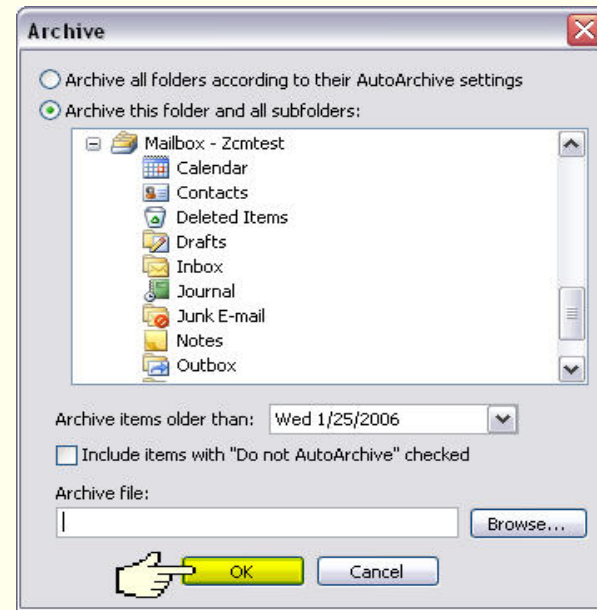 Archive
Archive all folders according to their AutoArchive settings
Archive this folder and all subfolders:
Mailbox - Zcmtest
Calendar
Contacts
Deleted Items
Drafts
Inbox
Journal
Junk E-mail
Notes
Outbox
Archive items older than: Wed 1/25/2006
Include items with "Do not AutoArchive" checked
Archive file:
Browse...
OK Cancel